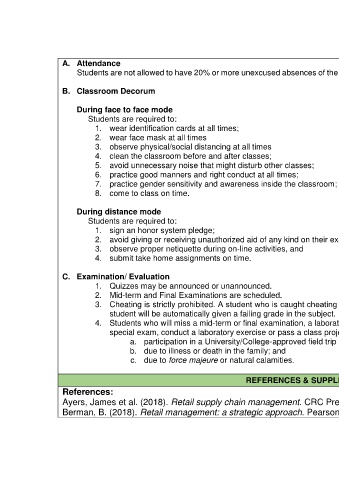 A. Attendance
Students are not allowed to have 20% or more unexcused absences of the
B. Classroom Decorum
During face to face mode
Students are required to:
1. wear identification cards at all times;
2. wear face mask at all times
3. observe physical/social distancing at all times
4. clean the classroom before and after classes;
5. avoid unnecessary noise that might disturb other classes;
6. practice good manners and right conduct at all times;
7. practice gender sensitivity and awareness inside the classroom;
8. come to class on time.
During distance mode
Students are required to:
1. sign an honor system pledge;
2. avoid giving or receiving unauthorized aid of any kind on their ex
3. observe proper netiquette during on-line activities, and
4. submit take home assignments on time.
C. Examination/ Evaluation
1. Quizzes may be announced or unannounced.
2. Mid-term and Final Examinations are scheduled.
3. Cheating is strictly prohibited. A student who is caught cheating
student will be automatically given a failing grade in the subject.
4. Students who will miss a mid-term or final examination, a laborat
special exam, conduct a laboratory exercise or pass a class proj
a. participation in a University/College-approved field trip
b. due to illness or death in the family; and
c. due to force majeure or natural calamities.
REFERENCES & SUPPL
References:
Ayers, James et al. (2018). Retail supply chain management. CRC Pre
Berman, B. (2018). Retail management: a strategic approach. Pearson